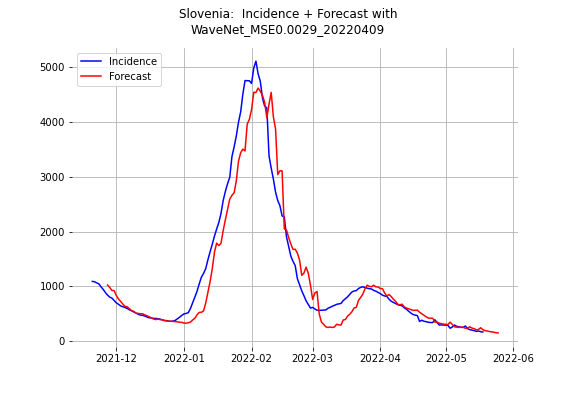 Slovenia:  Incidence + Forecast with
WaveNet_MSE0.0029_20220409
Incidence
Forecast
5000
4000
3000
2000
1000
0
2021-12 2022-01 2022-02 2022-03 2022-04 2022-05 2022-06